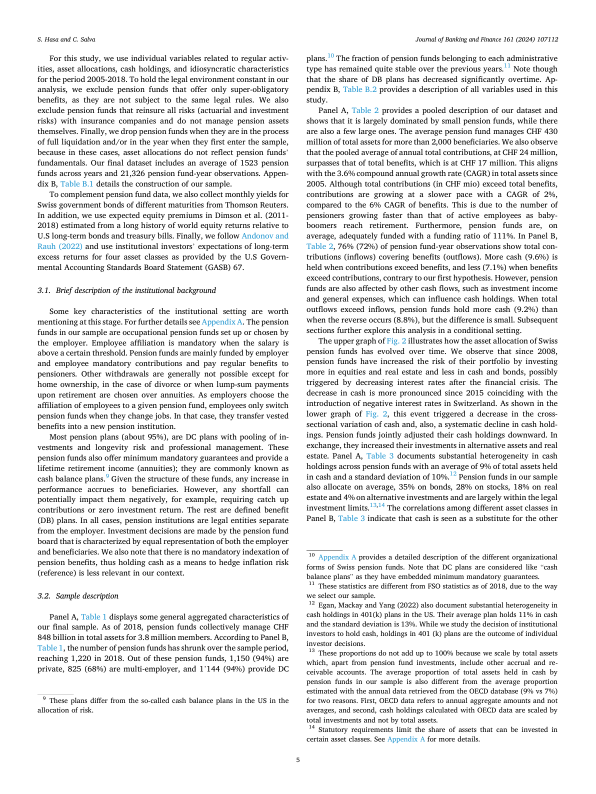 S. Hasa and C. Salva
Journal of Banking and Finance 161 (2024) 107112
For this study, we use individual variables related to regular activ-
ities, asset allocations, cash holdings, and idiosyncratic characteristics
for the period 2005-2018. To hold the legal environment constant in our
analysis, we exclude pension funds that offer only super-obligatory
benefits, as they are not subject to the same legal rules. We also
exclude pension funds that reinsure all risks (actuarial and investment
risks) with insurance companies and do not manage pension assets
themselves. Finally, we drop pension funds when they are in the process
of full liquidation and/or in the year when they first enter the sample,
because in these cases, asset allocations do not reflect pension funds'
fundamentals. Our final dataset includes an average of 1523 pension
funds across years and 21,326 pension fund-year observations. Appen-
dix B, Table B.1 details the construction of our sample.
To complement pension fund data, we also collect monthly yields for
Swiss government bonds of different maturities from Thomson Reuters.
In addition, we use expected equity premiums in Dimson et al. (2011-
2018) estimated from a long history of world equity returns relative to
U.S long-term bonds and treasury bills. Finally, we follow Andonov and
Rauh (2022) and use institutional investors' expectations of long-term
excess returns for four asset classes as provided by the U.S Govern-
mental Accounting Standards Board Statement (GASB) 67.
3.1. Brief description of the institutional background
Some key characteristics of the institutional setting are worth
mentioning at this stage. For further details see Appendix A. The pension
funds in our sample are occupational pension funds set up or chosen by
the employer. Employee affiliation is mandatory when the salary is
above a certain threshold. Pension funds are mainly funded by employer
and employee mandatory contributions and pay regular benefits to
pensioners. Other withdrawals are generally not possible except for
home ownership, in the case of divorce or when lump-sum payments
upon retirement are chosen over annuities. As employers choose the
affiliation of employees to a given pension fund, employees only switch
pension funds when they change jobs. In that case, they transfer vested
benefits into a new pension institution.
Most pension plans (about 95%), are DC plans with pooling of in-
vestments and longevity risk and professional management. These
pension funds also offer minimum mandatory guarantees and provide a
lifetime retirement income (annuities); they are commonly known as
cash balance plans.9 Given the structure of these funds, any increase in
performance accrues to beneficiaries. However, any shortfall can
potentially impact them negatively, for example, requiring catch up
contributions or zero investment return. The rest are defined benefit
(DB) plans. In all cases, pension institutions are legal entities separate
from the employer. Investment decisions are made by the pension fund
board that is characterized by equal representation of both the employer
and beneficiaries. We also note that there is no mandatory indexation of
pension benefits, thus holding cash as a means to hedge inflation risk
(reference) is less relevant in our context.
3.2. Sample description
Panel A, Table 1 displays some general aggregated characteristics of
our final sample. As of 2018, pension funds collectively manage CHF
848 billion in total assets for 3.8 million members. According to Panel B,
Table 1, the number of pension funds has shrunk over the sample period,
reaching 1,220 in 2018. Out of these pension funds, 1,150 (94%) are
private, 825 (68%) are multi-employer, and 1'144 (94%) provide DC
9 These plans differ from the so-called cash balance plans in the US in the
allocation of risk.
plans.10 The fraction of pension funds belonging to each administrative
type has remained quite stable over the previous years.11 Note though
that the share of DB plans has decreased significantly overtime. Ap-
pendix B, Table B.2 provides a description of all variables used in this
study.
Panel A, Table 2 provides a pooled description of our dataset and
shows that it is largely dominated by small pension funds, while there
are also a few large ones. The average pension fund manages CHF 430
million of total assets for more than 2,000 beneficiaries. We also observe
that the pooled average of annual total contributions, at CHF 24 million,
surpasses that of total benefits, which is at CHF 17 million. This aligns
with the 3.6% compound annual growth rate (CAGR) in total assets since
2005. Although total contributions (in CHF mio) exceed total benefits,
contributions are growing at a slower pace with a CAGR of 2%,
compared to the 6% CAGR of benefits. This is due to the number of
pensioners growing faster than that of active employees as baby-
boomers reach retirement. Furthermore, pension funds are, on
average, adequately funded with a funding ratio of 111%. In Panel B,
Table 2, 76% (72%) of pension fund-year observations show total con-
tributions (inflows) covering benefits (outflows). More cash (9.6%) is
held when contributions exceed benefits, and less (7.1%) when benefits
exceed contributions, contrary to our first hypothesis. However, pension
funds are also affected by other cash flows, such as investment income
and general expenses, which can influence cash holdings. When total
outflows exceed inflows, pension funds hold more cash (9.2%) than
when the reverse occurs (8.8%), but the difference is small. Subsequent
sections further explore this analysis in a conditional setting.
The upper graph of Fig. 2 illustrates how the asset allocation of Swiss
pension funds has evolved over time. We observe that since 2008,
pension funds have increased the risk of their portfolio by investing
more in equities and real estate and less in cash and bonds, possibly
triggered by decreasing interest rates after the financial crisis. The
decrease in cash is more pronounced since 2015 coinciding with the
introduction of negative interest rates in Switzerland. As shown in the
lower graph of Fig. 2, this event triggered a decrease in the cross-
sectional variation of cash and, also, a systematic decline in cash hold-
ings. Pension funds jointly adjusted their cash holdings downward. In
exchange, they increased their investments in alternative assets and real
estate. Panel A, Table 3 documents substantial heterogeneity in cash
holdings across pension funds with an average of 9% of total assets held
in cash and a standard deviation of 10%.12 Pension funds in our sample
also allocate on average, 35% on bonds, 28% on stocks, 18% on real
estate and 4% on alternative investments and are largely within the legal
investment limits.13,14 The correlations among different asset classes in
Panel B, Table 3 indicate that cash is seen as a substitute for the other
10 Appendix A provides a detailed description of the different organizational
forms of Swiss pension funds. Note that DC plans are considered like "cash
balance plans" as they have embedded minimum mandatory guarantees.
11 These statistics are different from FSO statistics as of 2018, due to the way
we select our sample.
12 Egan, Mackay and Yang (2022) also document substantial heterogeneity in
cash holdings in 401(k) plans in the US. Their average plan holds 11% in cash
and the standard deviation is 13%. While we study the decision of institutional
investors to hold cash, holdings in 401 (k) plans are the outcome of individual
investor decisions.
13 These proportions do not add up to 100% because we scale by total assets
which, apart from pension fund investments, include other accrual and re-
ceivable accounts. The average proportion of total assets held in cash by
pension funds in our sample is also different from the average proportion
estimated with the annual data retrieved from the OECD database (9% vs 7%)
for two reasons. First, OECD data refers to annual aggregate amounts and not
averages, and second, cash holdings calculated with OECD data are scaled by
total investments and not by total assets.
14 Statutory requirements limit the share of assets that can be invested in
certain asset classes. See Appendix A for more details.
5